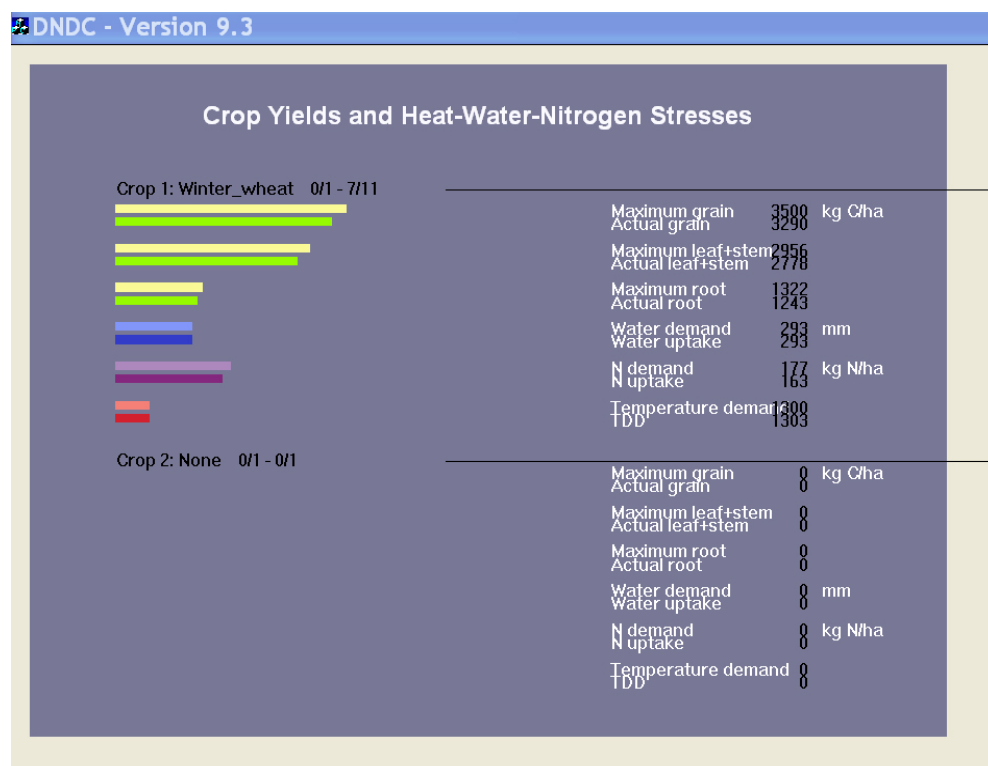 DNDC - Version 9.3
Crop Yields and Heat-Water-Nitrogen Stresses
Crop 1: Winter_wheat 0/1 - 7/11
Maximum grain 3500 kg C/ha
Actual grain 3290
Maximum leaf+stem 2956
Actual leaf+stem 2778
Maximum root 1322
Actual root 1243
Water demand 293 mm
Water uptake 293
N demand 177 kg N/ha
N uptake 163
Temperature demand 1300
TDD 1303
Crop 2: None 0/1 - 0/1
Maximum grain 0 kg C/ha
Actual grain 0
Maximum leaf+stem 0
Actual leaf+stem 0
Maximum root 0
Actual root 0
Water demand 0 mm
Water uptake 0
N demand 0 kg N/ha
N uptake 0
Temperature demand 0
TDD 0